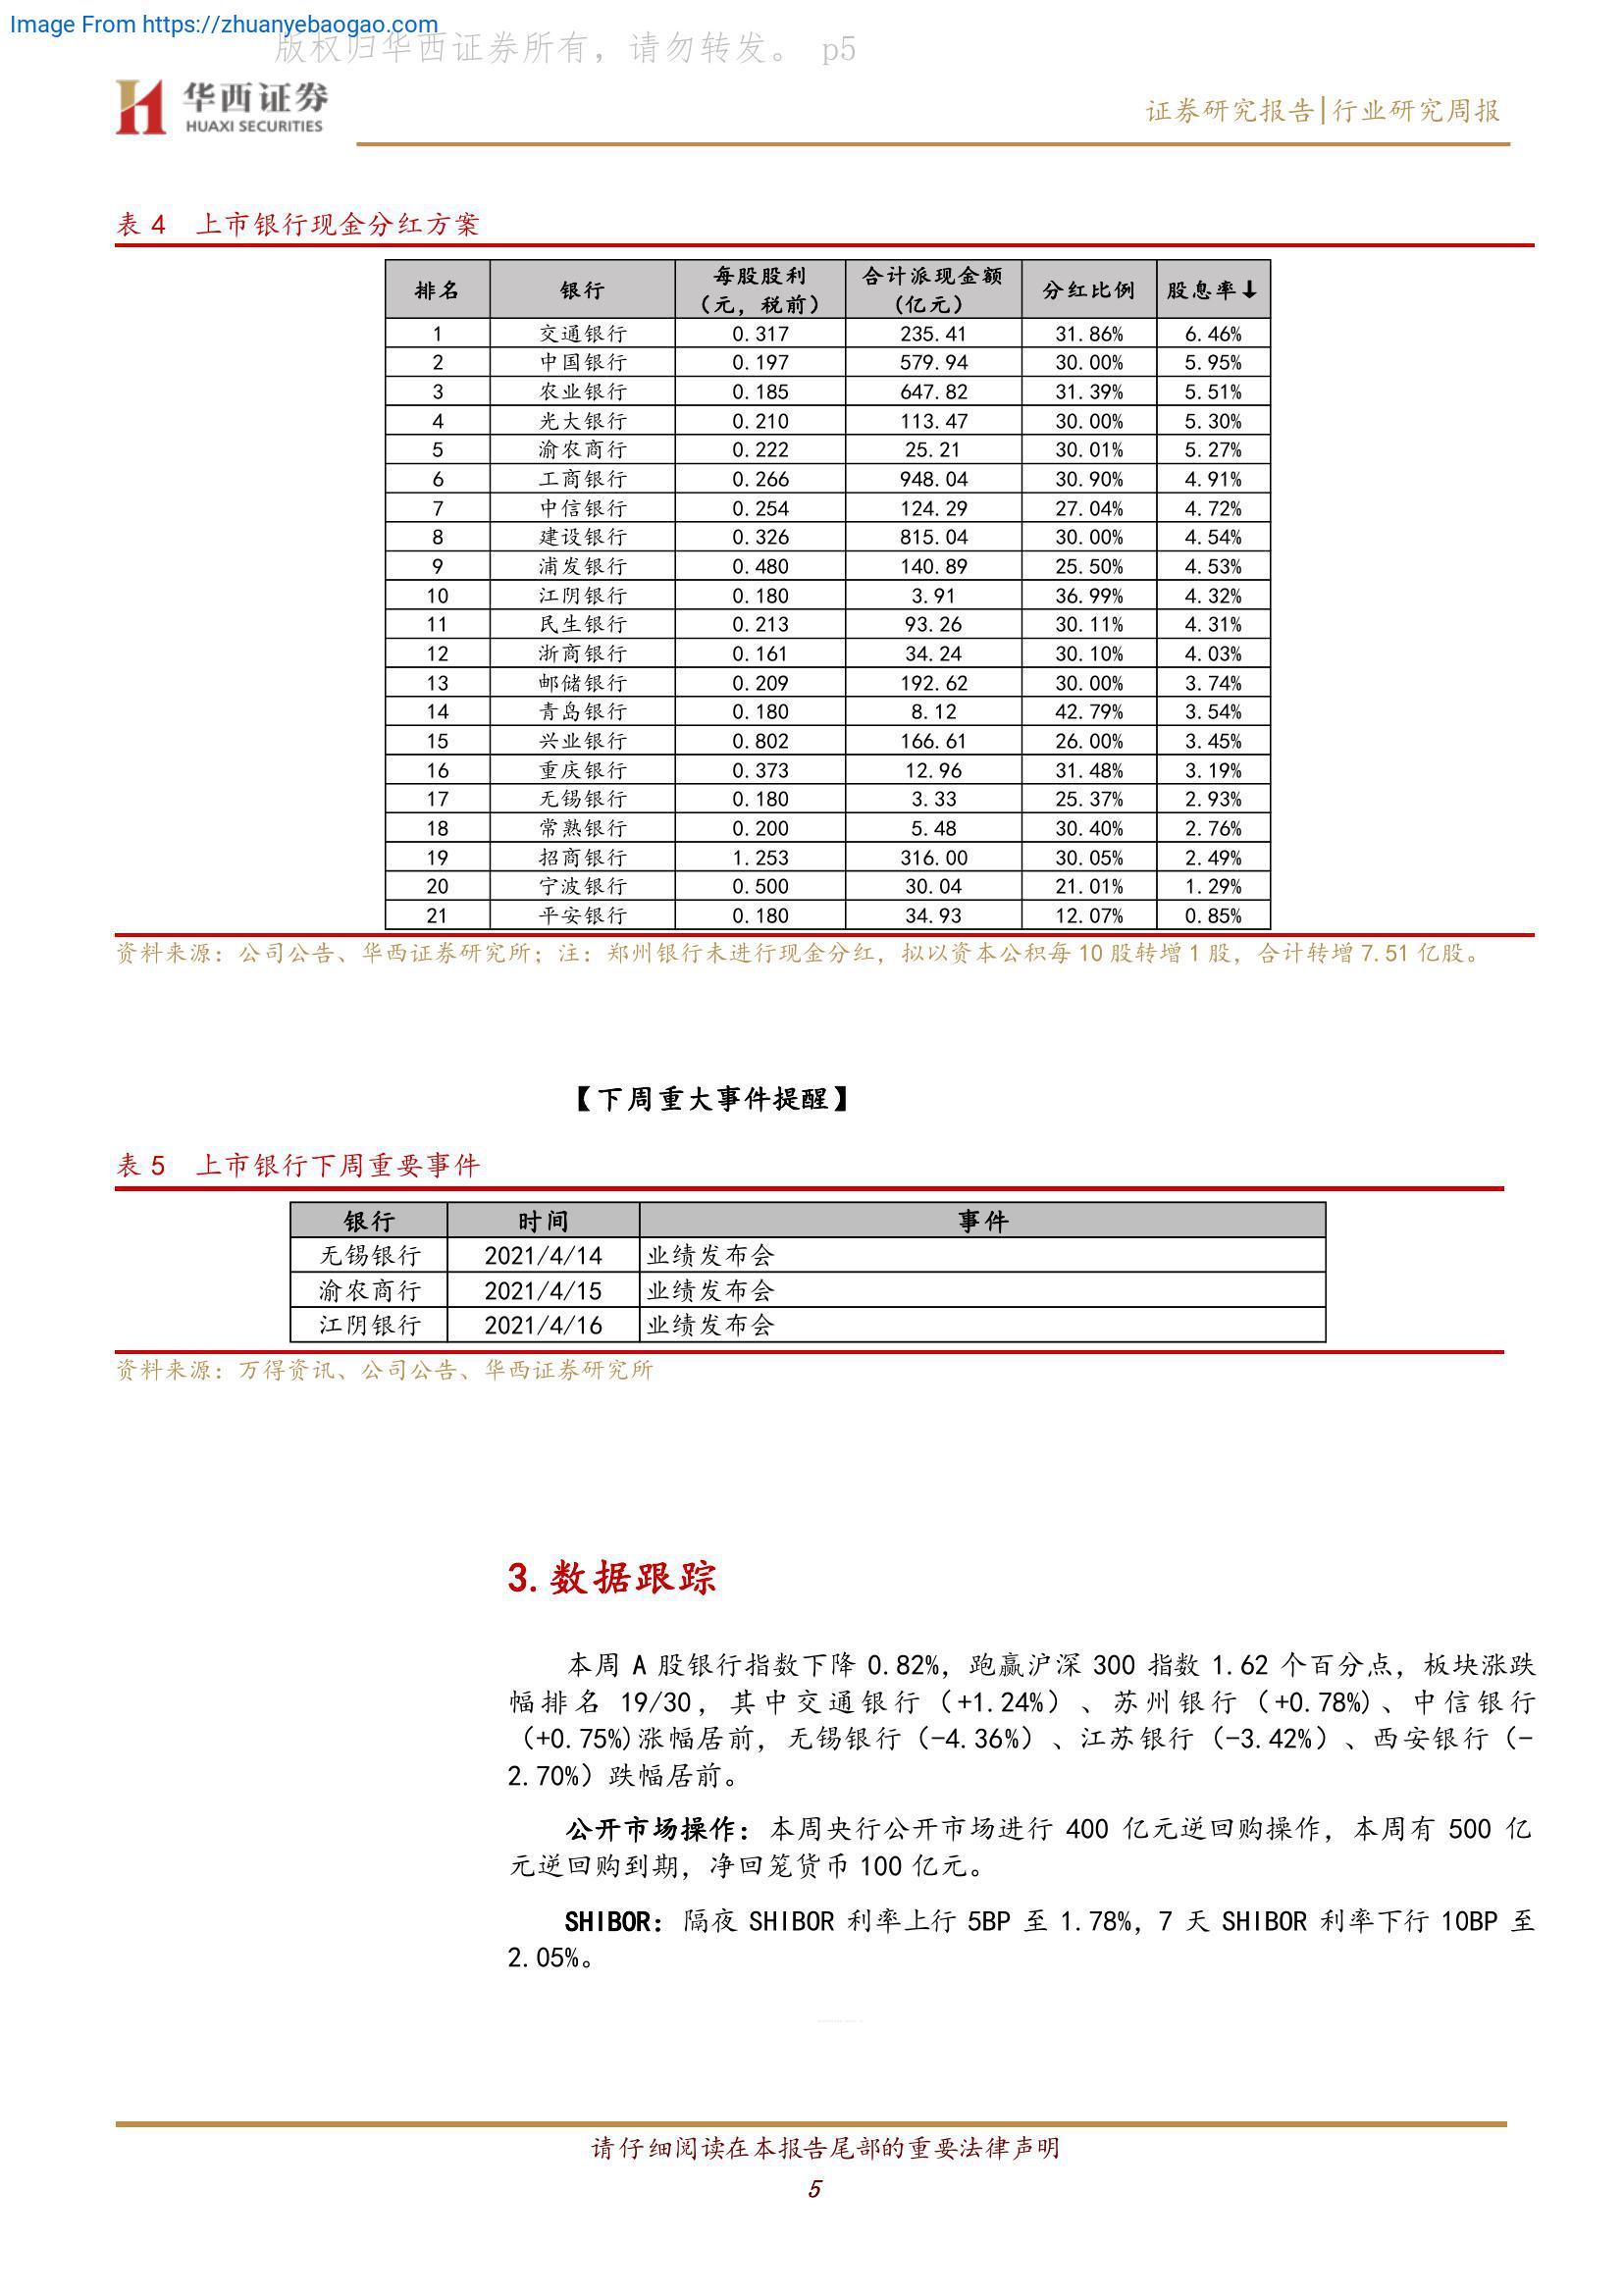 Image From https://zhuanyebaogao.com
版权归华西证券所有，请勿转发。 p5
华西证券
HUAXI SECURITIES
证券研究报告|行业研究周报
表 4 上市银行现金分红方案
排名 银行 每股股利（元，税前） 合计派现金额（亿元） 分红比例 股息率↓
1 交通银行 0.317 235.41 31.86% 6.46%
2 中国银行 0.197 579.94 30.00% 5.95%
3 农业银行 0.185 647.82 31.39% 5.51%
4 光大银行 0.210 113.47 30.00% 5.30%
5 渝农商行 0.222 25.21 30.01% 5.27%
6 工商银行 0.266 948.04 30.90% 4.91%
7 中信银行 0.254 124.29 27.04% 4.72%
8 建设银行 0.326 815.04 30.00% 4.54%
9 浦发银行 0.480 140.89 25.50% 4.53%
10 江阴银行 0.180 3.91 36.99% 4.32%
11 民生银行 0.213 93.26 30.11% 4.31%
12 浙商银行 0.161 34.24 30.10% 4.03%
13 邮储银行 0.209 192.62 30.00% 3.74%
14 青岛银行 0.180 8.12 42.79% 3.54%
15 兴业银行 0.802 166.61 26.00% 3.45%
16 重庆银行 0.373 12.96 31.48% 3.19%
17 无锡银行 0.180 3.33 25.37% 2.93%
18 常熟银行 0.200 5.48 30.40% 2.76%
19 招商银行 1.253 316.00 30.05% 2.49%
20 宁波银行 0.500 30.04 21.01% 1.29%
21 平安银行 0.180 34.93 12.07% 0.85%
资料来源：公司公告、华西证券研究所；注：郑州银行未进行现金分红，拟以资本公积每 10 股转增 1 股，合计转增 7.51 亿股。
【下周重大事件提醒】
表 5 上市银行下周重要事件
银行 时间 事件
无锡银行 2021/4/14 业绩发布会
渝农商行 2021/4/15 业绩发布会
江阴银行 2021/4/16 业绩发布会
资料来源：万得资讯、公司公告、华西证券研究所
3.数据跟踪
本周 A 股银行指数下降 0.82%，跑赢沪深 300 指数 1.62 个百分点，板块涨跌
幅排名 19/30，其中交通银行（+1.24%）、苏州银行（+0.78%)、中信银行
（+0.75%)涨幅居前，无锡银行（-4.36%）、江苏银行（-3.42%）、西安银行（-
2.70%）跌幅居前。
公开市场操作：本周央行公开市场进行 400 亿元逆回购操作，本周有 500 亿
元逆回购到期，净回笼货币 100 亿元。
SHIBOR：隔夜 SHIBOR 利率上行 5BP 至 1.78%，7 天 SHIBOR 利率下行 10BP 至
2.05%。
请仔细阅读在本报告尾部的重要法律声明
5